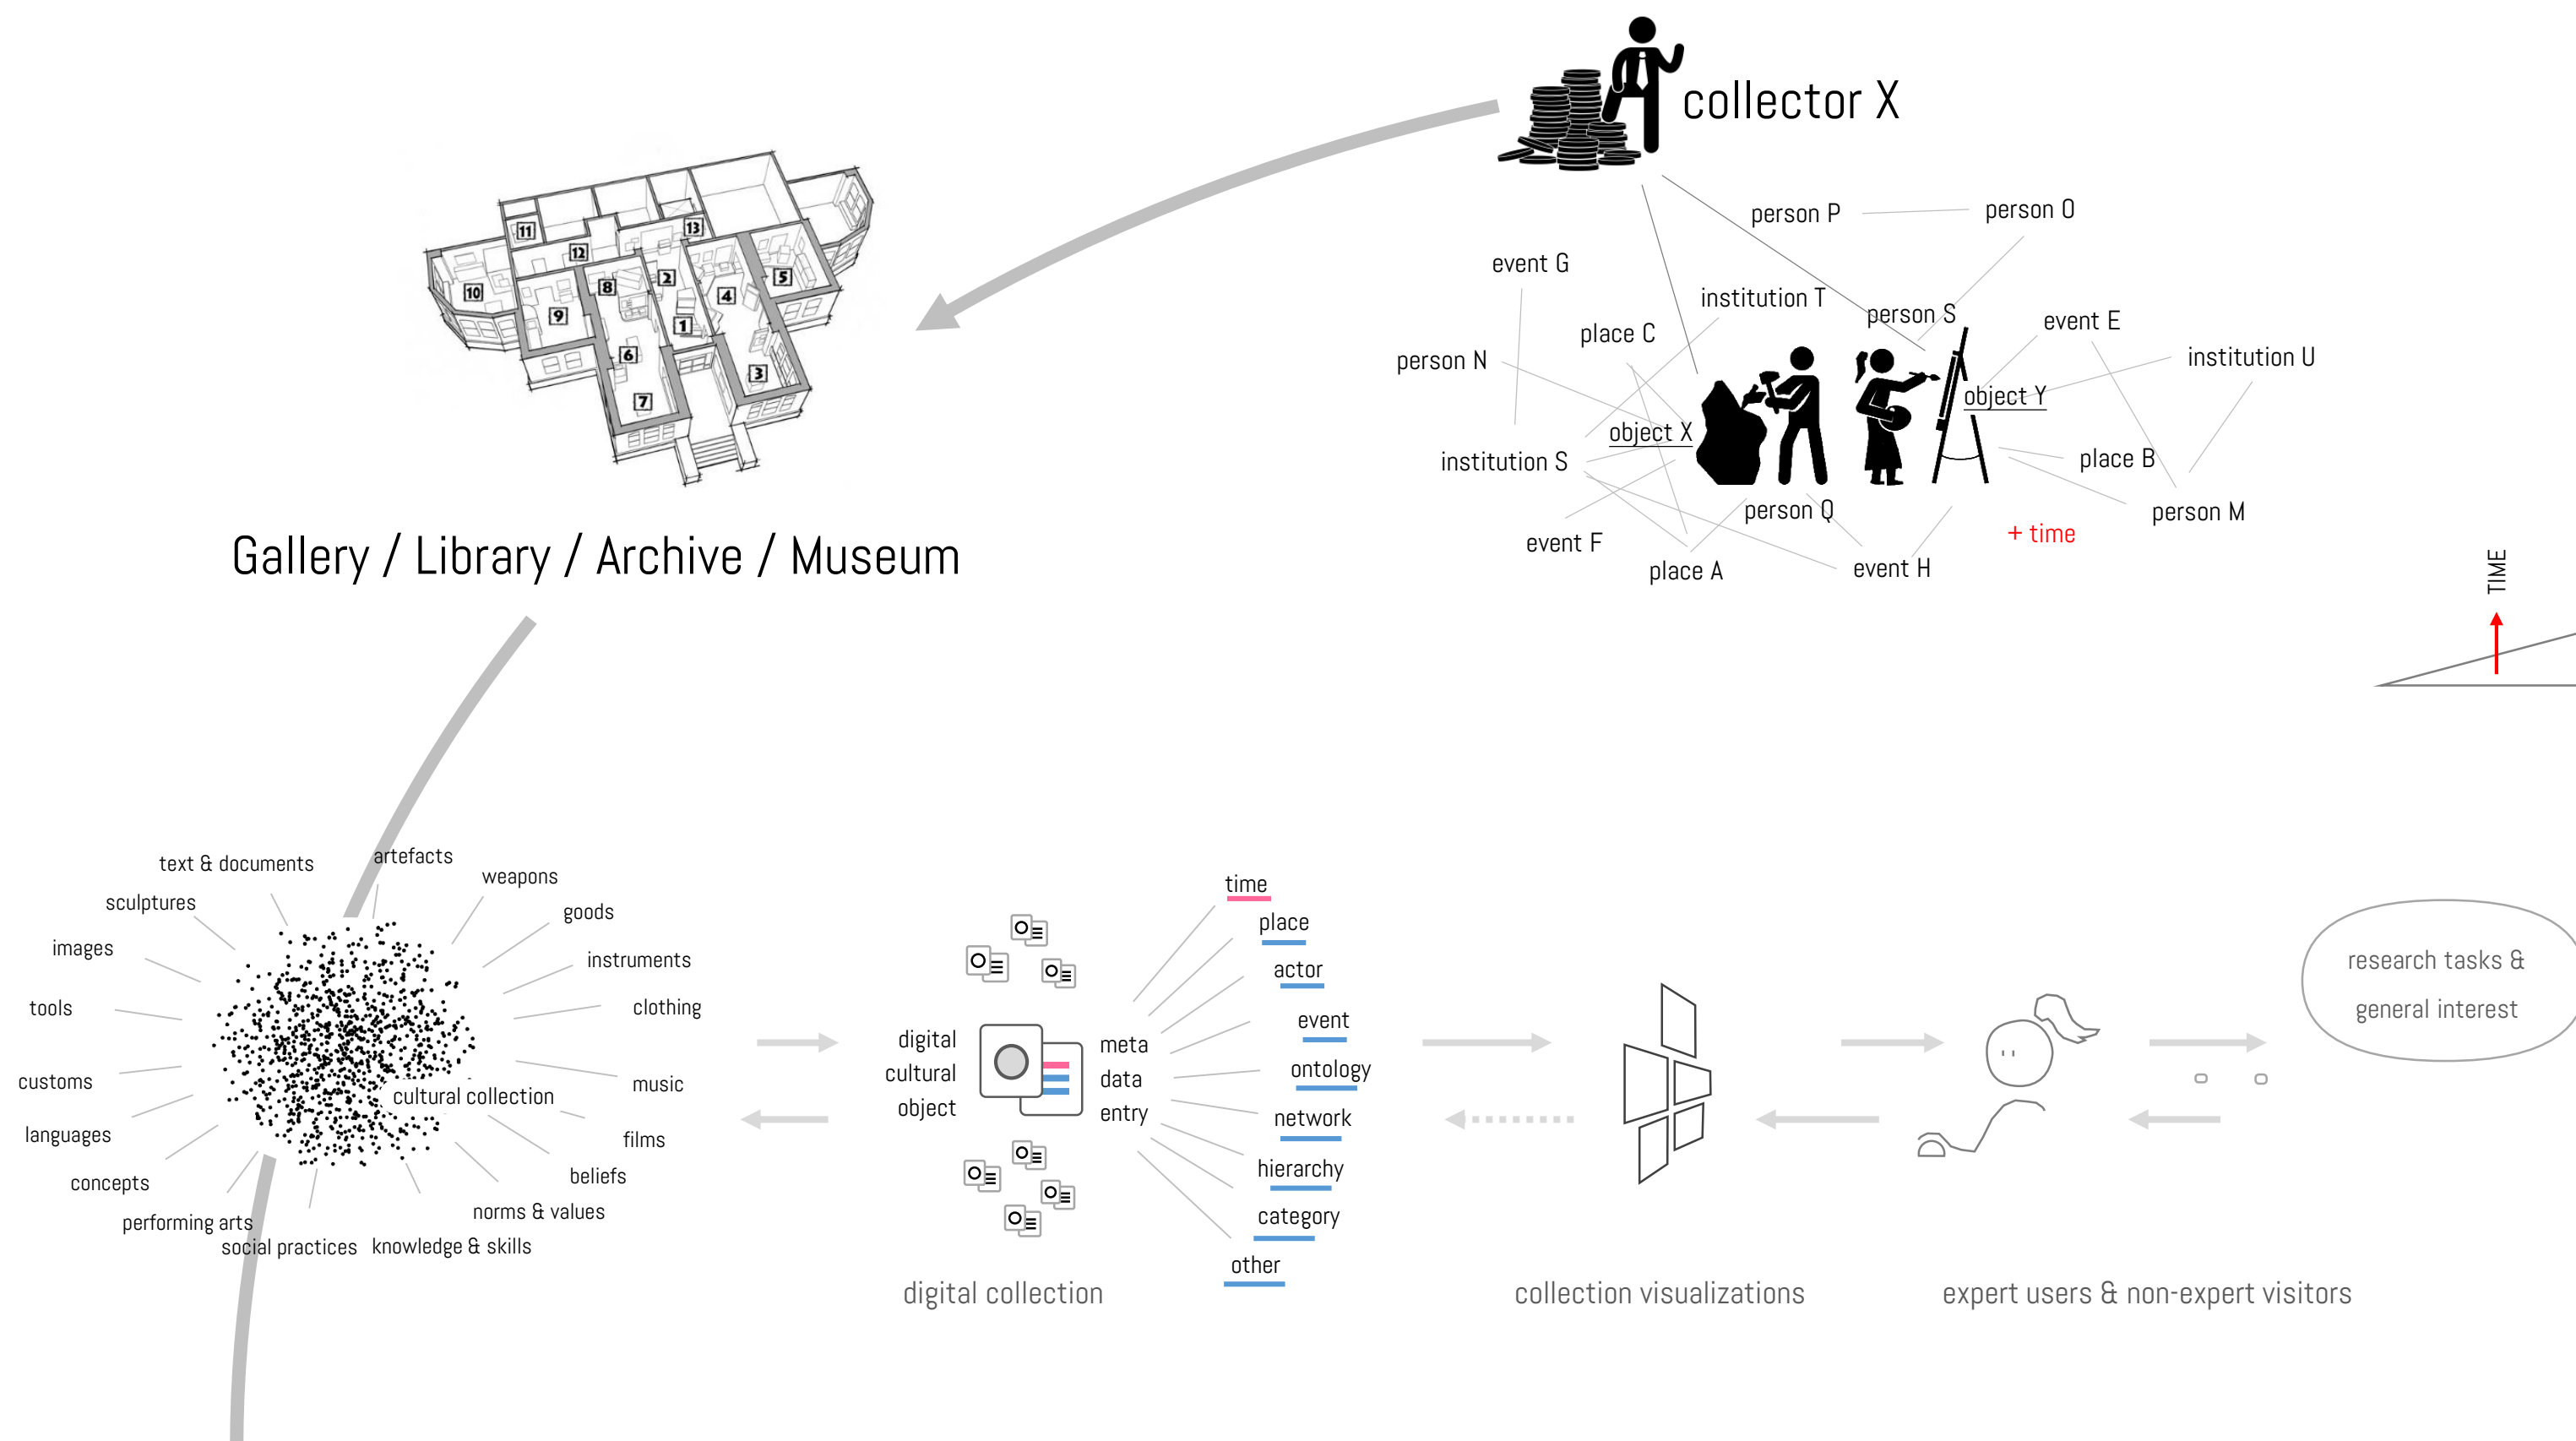 collector X
person P
person O
event G
institution T
person S
place C
event E
person N
institution U
object Y
object X
institution S
place B
person Q
person M
event F
+ time
place A
event H
11
13
12
2
5
10
8
4
9
1
6
3
7
Gallery / Library / Archive / Museum
TIME
text & documents
artefacts
weapons
sculptures
goods
images
instruments
tools
clothing
customs
music
cultural collection
languages
films
concepts
beliefs
performing arts
norms & values
social practices
knowledge & skills
digital
cultural
object
meta
data
entry
time
place
actor
event
ontology
network
hierarchy
category
other
research tasks &
general interest
digital collection
collection visualizations
expert users & non-expert visitors